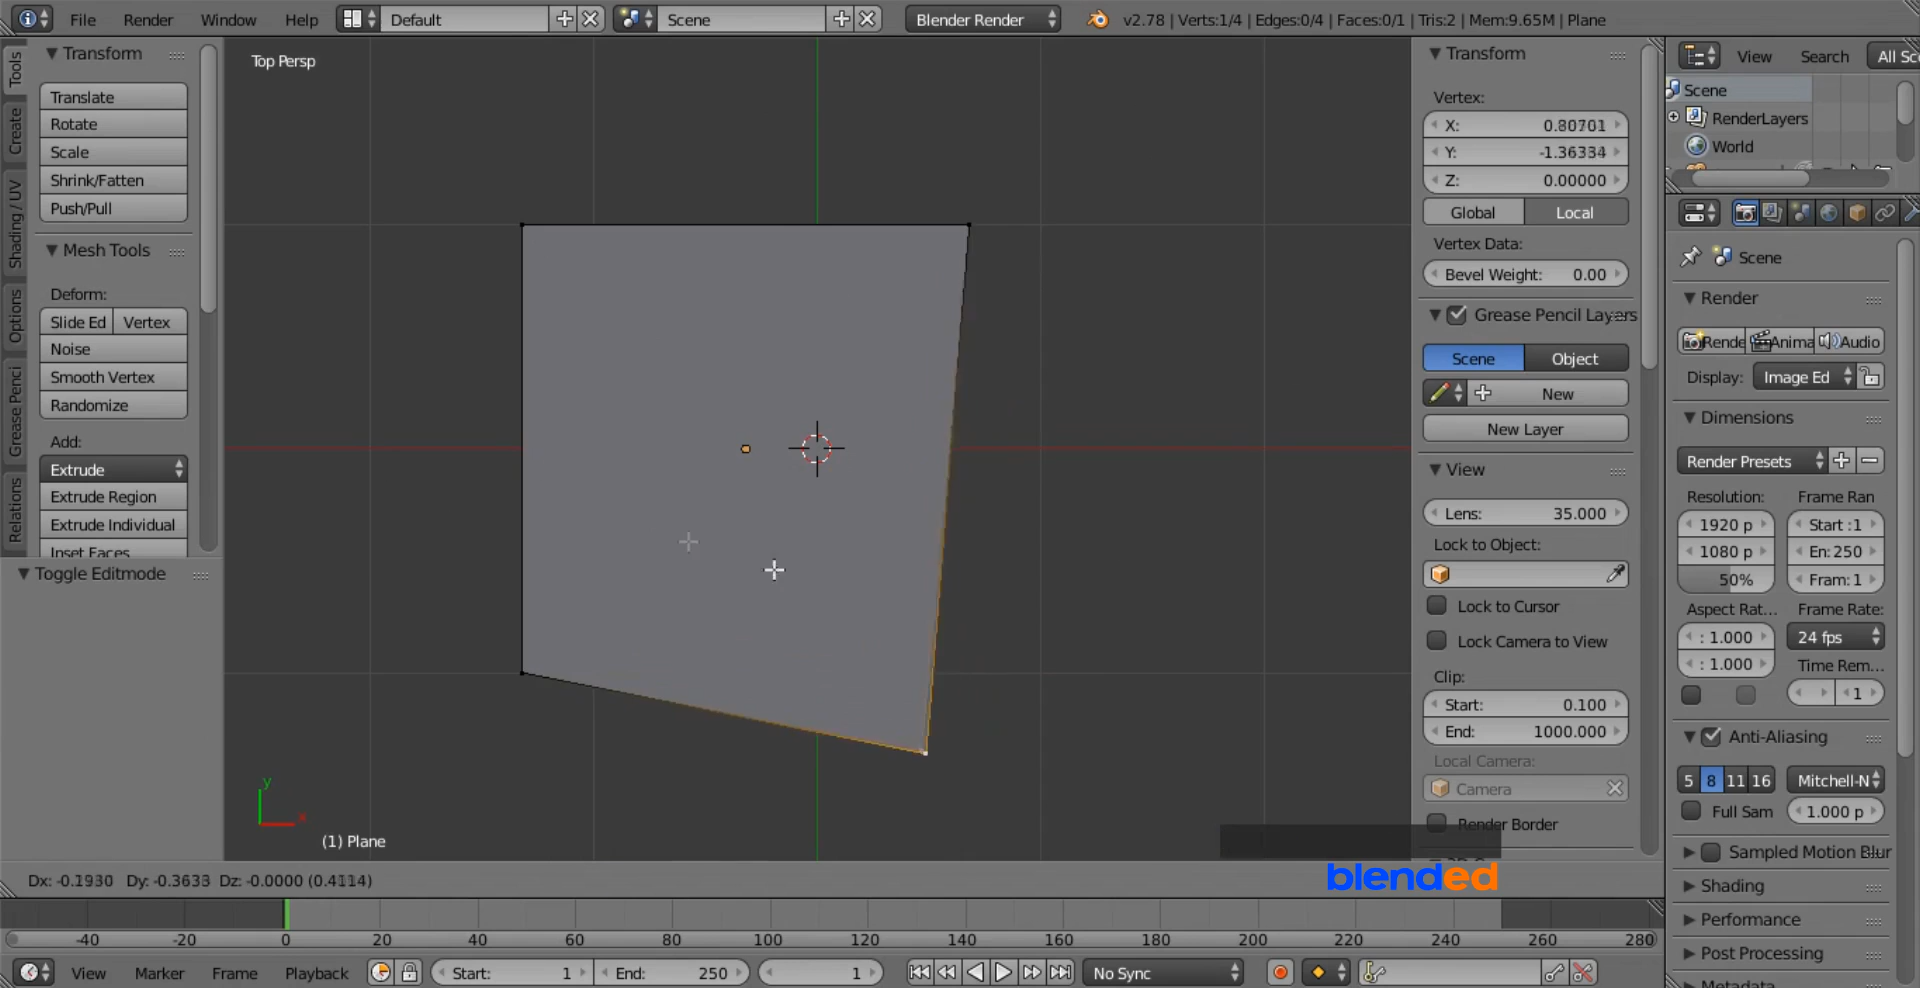 File Render Window Help Default Scene Blender Render v2.78 | Verts:1/4 | Edges:0/4 | Faces:0/1 | Tris:2 | Mem:9.65M | Plane
Tools
Create
Shading / UV
Options
Grease Penci
Relations
Transform
Translate
Rotate
Scale
Shrink/Fatten
Push/Pull
Mesh Tools
Deform:
Slide Ed Vertex
Noise
Smooth Vertex
Randomize
Add:
Extrude
Extrude Region
Extrude Individual
Inset Faces
Toggle Editmode
Top Persp
y
x
(1) Plane
Transform
Vertex:
X: 0.80701
Y: -1.36334
Z: 0.00000
Global Local
Vertex Data:
Bevel Weight: 0.00
Grease Pencil Layers
Scene Object
New
New Layer
View
Lens: 35.000
Lock to Object:
Lock to Cursor
Lock Camera to View
Clip:
Start: 0.100
End: 1000.000
Local Camera:
Camera
Render Border
View Search All Sc
Scene
RenderLayers
World
Scene
Render
Rende Anima Audio
Display: Image Ed
Dimensions
Render Presets
Resolution: Frame Ran
1920 p Start :1
1080 p En: 250
50% Fram: 1
Aspect Rat... Frame Rate:
: 1.000 24 fps
: 1.000 Time Rem...
1
Anti-Aliasing
5 8 11 16 Mitchell-N
Full Sam 1.000 p
Sampled Motion Blur
Shading
Performance
Post Processing
Metadata
Dx: -0.1930 Dy: -0.3633 Dz: -0.0000 (0.4114)
blended
-40 -20 0 20 40 60 80 100 120 140 160 180 200 220 240 260 280
View Marker Frame Playback Start: 1 End: 250 1 No Sync